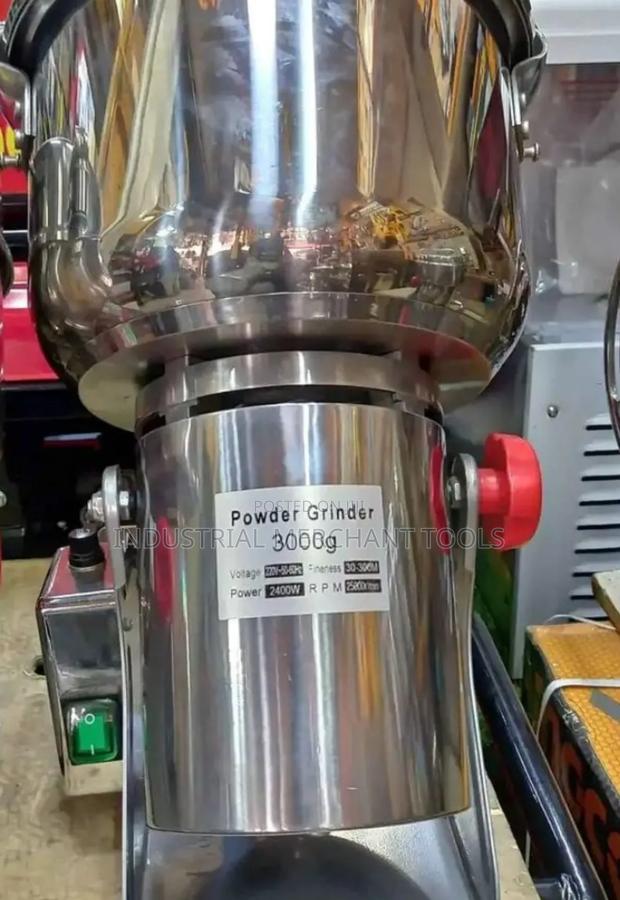 POSTED ON JIJI
Powder Grinder
3000g
INDUSTRIAL MERCHANT TOOLS
Voltage 220V~50-60Hz Fineness 30-300M
Power 2400W R P M 25000r/min